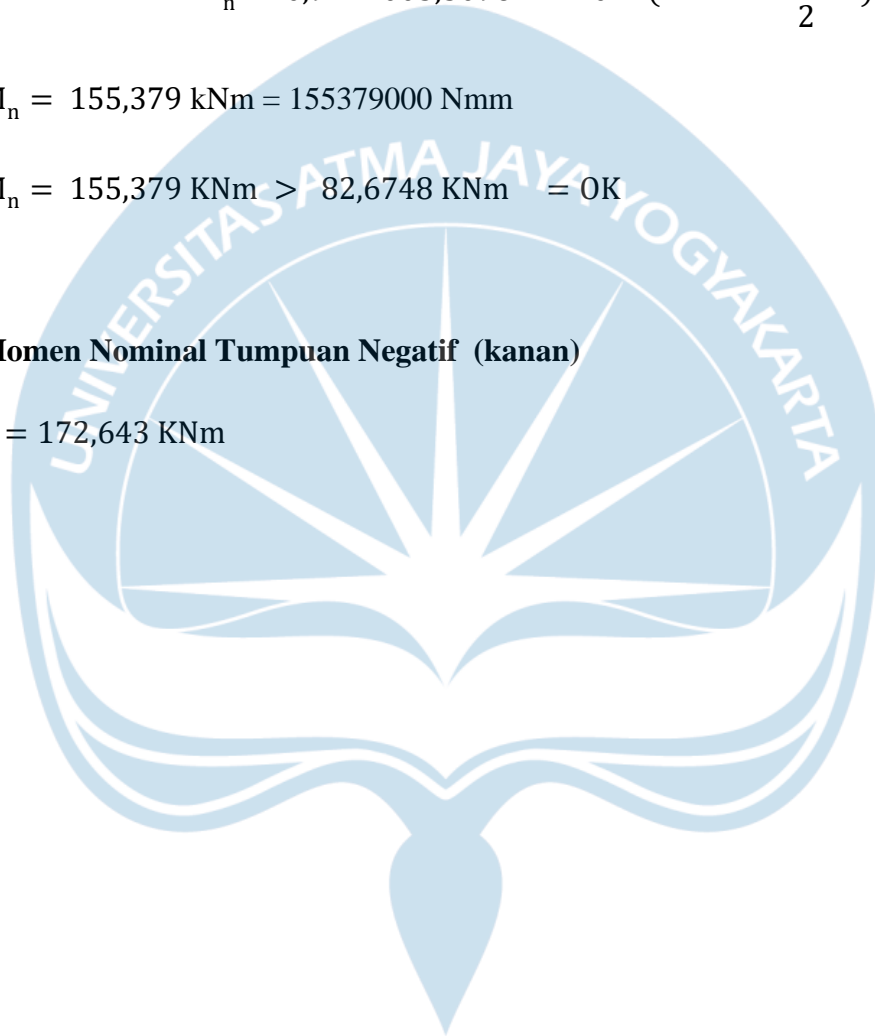 n
2
Mₙ = 155,379 kNm = 155379000 Nmm
Mₙ = 155,379 KNm > 82,6748 KNm = OK
UNIVERSITAS ATMA JAYA YOGYAKARTA
Momen Nominal Tumpuan Negatif (kanan)
= 172,643 KNm